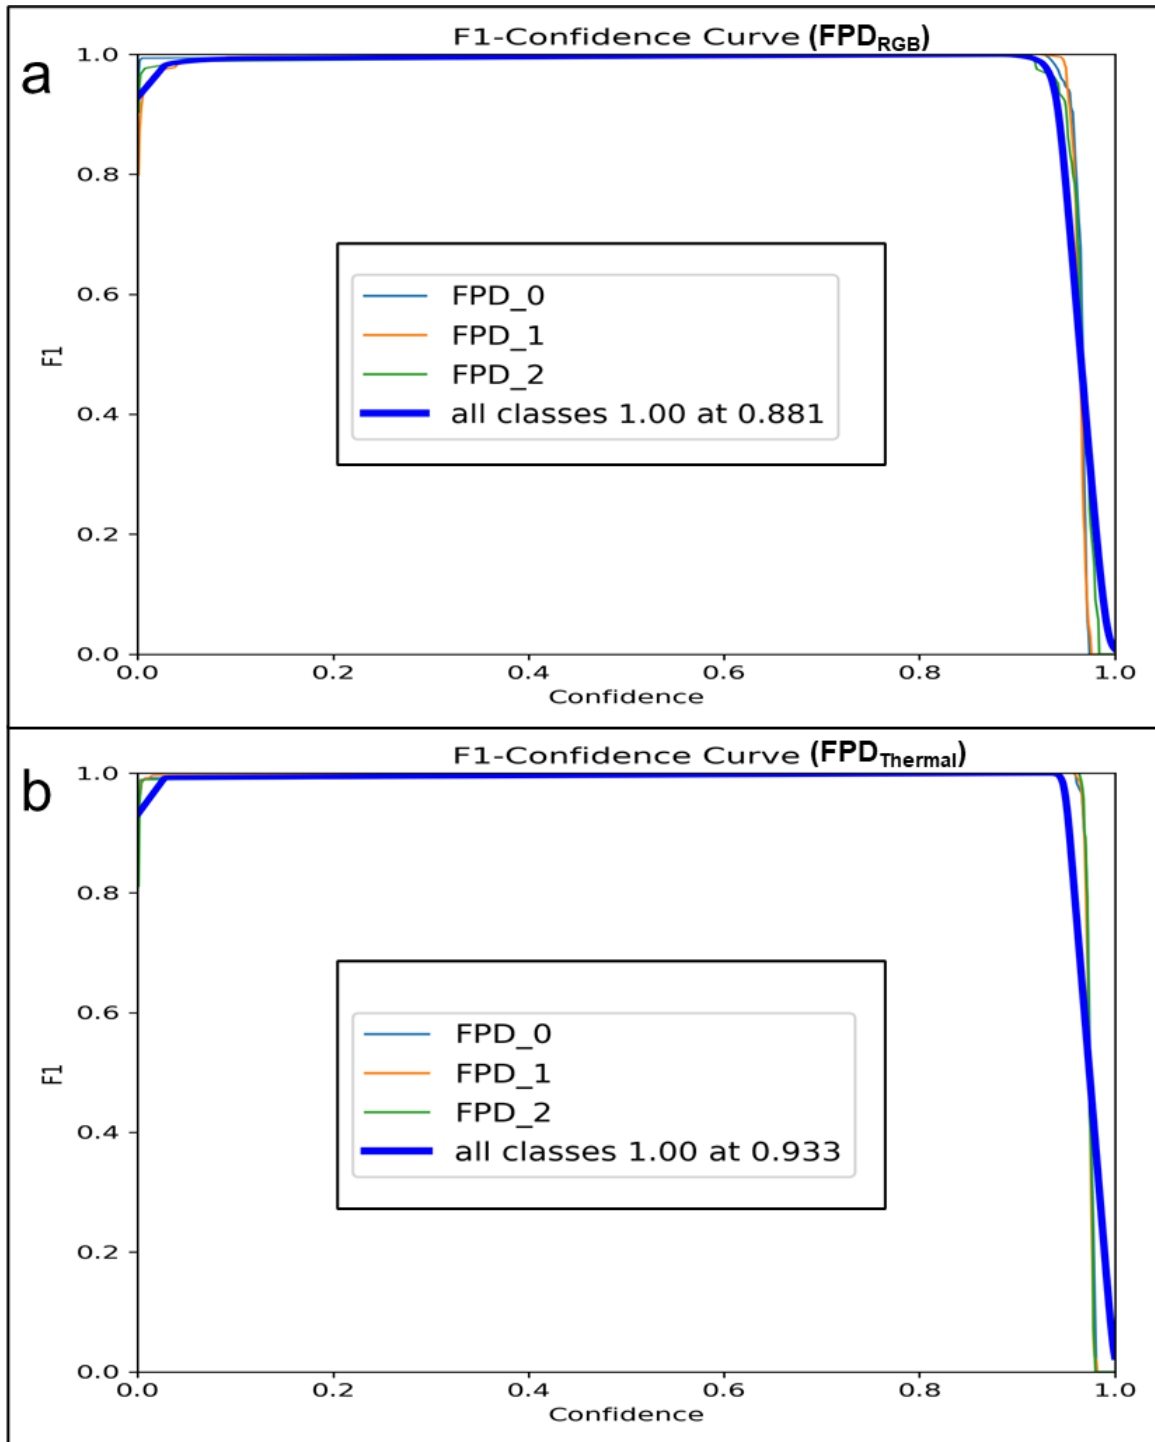 F1-Confidence Curve (FPD_RGB)
a
1.0
0.8
0.6
0.4
0.2
0.0
F1
FPD_0
FPD_1
FPD_2
all classes 1.00 at 0.881
0.0 0.2 0.4 0.6 0.8 1.0
Confidence
F1-Confidence Curve (FPD_Thermal)
b
1.0
0.8
0.6
0.4
0.2
0.0
F1
FPD_0
FPD_1
FPD_2
all classes 1.00 at 0.933
0.0 0.2 0.4 0.6 0.8 1.0
Confidence